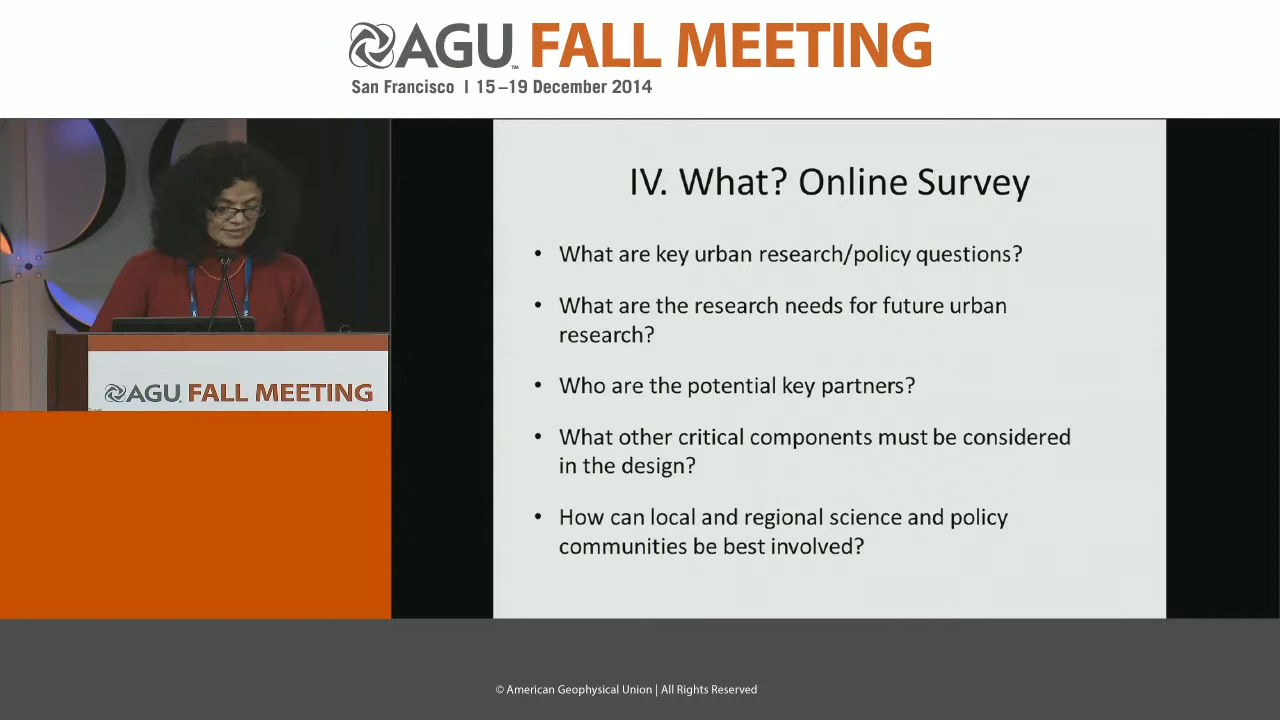 AGU™ FALL MEETING
San Francisco | 15–19 December 2014
AGU FALL MEETING
IV. What? Online Survey
• What are key urban research/policy questions?
• What are the research needs for future urban
research?
• Who are the potential key partners?
• What other critical components must be considered
in the design?
• How can local and regional science and policy
communities be best involved?
© American Geophysical Union | All Rights Reserved